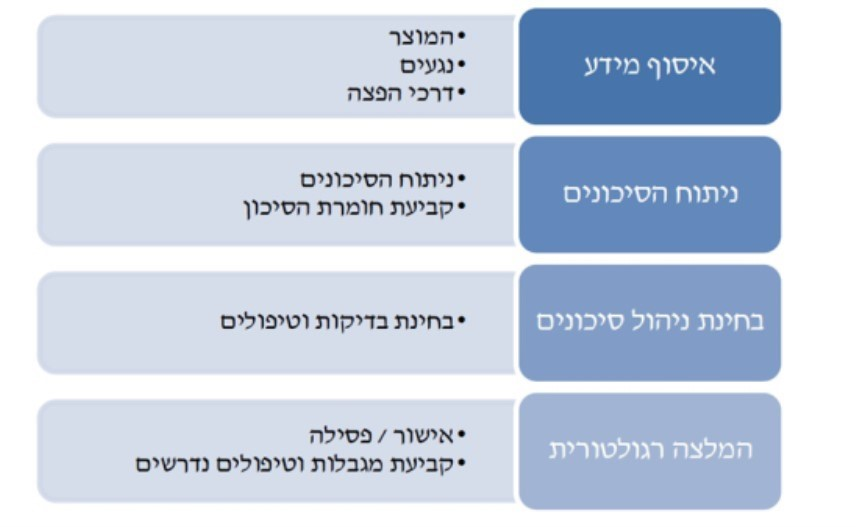 איסוף מידע
•המוצר
•נגעים
•דרכי הפצה
ניתוח הסיכונים
•ניתוח הסיכונים
•קביעת חומרת הסיכון
בחינת ניהול סיכונים
•בחינת בדיקות וטיפולים
המלצה רגולטורית
•אישור / פסילה
•קביעת מגבלות וטיפולים נדרשים